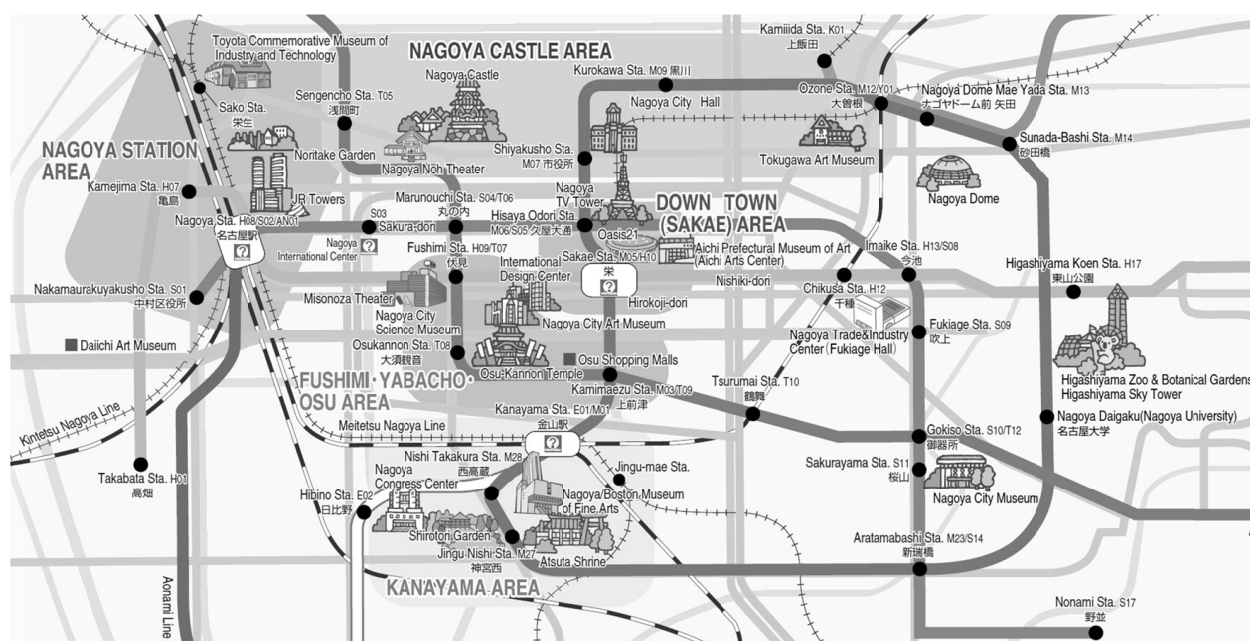 Toyota Commemorative Museum of
Industry and Technology
NAGOYA CASTLE AREA
Nagoya Castle
Kamiiida Sta. K01
上飯田
Kurokawa Sta. M09 黒川
Nagoya City Hall
Ozone Sta. M12/Y01
大曽根
Nagoya Dome Mae Yada Sta. M13
ナゴヤドーム前 矢田
Sengencho Sta. T05
浅間町
Sako Sta.
栄生
Sunada-Bashi Sta. M14
砂田橋
NAGOYA STATION
AREA
Noritake Garden
Nagoya Noh Theater
Shiyakusho Sta.
M07 市役所
Tokugawa Art Museum
Nagoya Dome
Kamejima Sta. H07
亀島
JR Towers
Marunouchi Sta. S04/T06
丸の内
Nagoya
TV Tower
DOWN TOWN
(SAKAE) AREA
Nagoya Sta. H08/S02/AN01
名古屋駅
?
S03
Sakura-dori
Hisaya Odori Sta.
M06/S05 久屋大通
Oasis21
Nagoya
International Center
?
Fushimi Sta. H09/T07
伏見
Sakae Sta. M05/H10
栄
?
Aichi Prefectural Museum of Art
(Aichi Arts Center)
Imaike Sta. H13/S08
今池
Higashiyama Koen Sta. H17
東山公園
International
Design Center
Nishiki-dori
Chikusa Sta. H12
千種
Nakamaurakuyakusho Sta. S01
中村区役所
Misonoza Theater
Hirokoji-dori
Nagoya City
Science Museum
Nagoya City Art Museum
Nagoya Trade&Industry
Center (Fukiage Hall)
Fukiage Sta. S09
吹上
Daiichi Art Museum
Osukannon Sta. T08
大須観音
Osu-Kannon Temple
Osu Shopping Malls
FUSHIMI・YABACHO・
OSU AREA
Kamimaezu Sta. M03/T09
上前津
Tsurumai Sta. T10
鶴舞
Higashiyama Zoo & Botanical Gardens
Higashiyama Sky Tower
Kintetsu Nagoya Line
Meitetsu Nagoya Line
Kanayama Sta. E01/M01
金山駅
?
Nagoya Daigaku(Nagoya University)
名古屋大学
Gokiso Sta. S10/T12
御器所
Nishi Takakura Sta. M28
西高蔵
Jingu-mae Sta.
Sakurayama Sta. S11
桜山
Takabata Sta. H01
高畑
Nagoya
Congress Center
Hibino Sta. E02
日比野
Nagoya/Boston Museum
of Fine Arts
Nagoya City Museum
Shirotori Garden
Jingu-Nishi-Sta. M27
神宮西
Atsuta Shrine
Aratamabashi Sta. M23/S14
新瑞橋
KANAYAMA AREA
Aonami Line
Nonami Sta. S17
野並